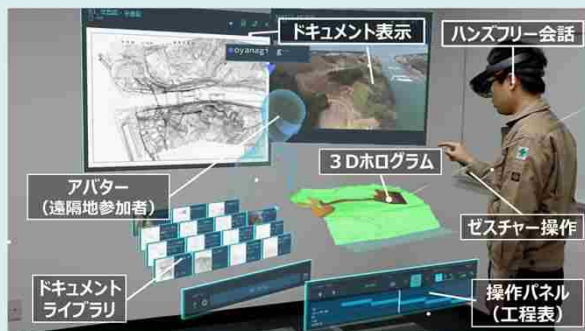 ドキュメント表示
ハンズフリー会話
oyanagi
3Dホログラム
アバター
(遠隔地参加者)
ゼスチャー操作
ドキュメント
ライブラリ
操作パネル
(工程表)